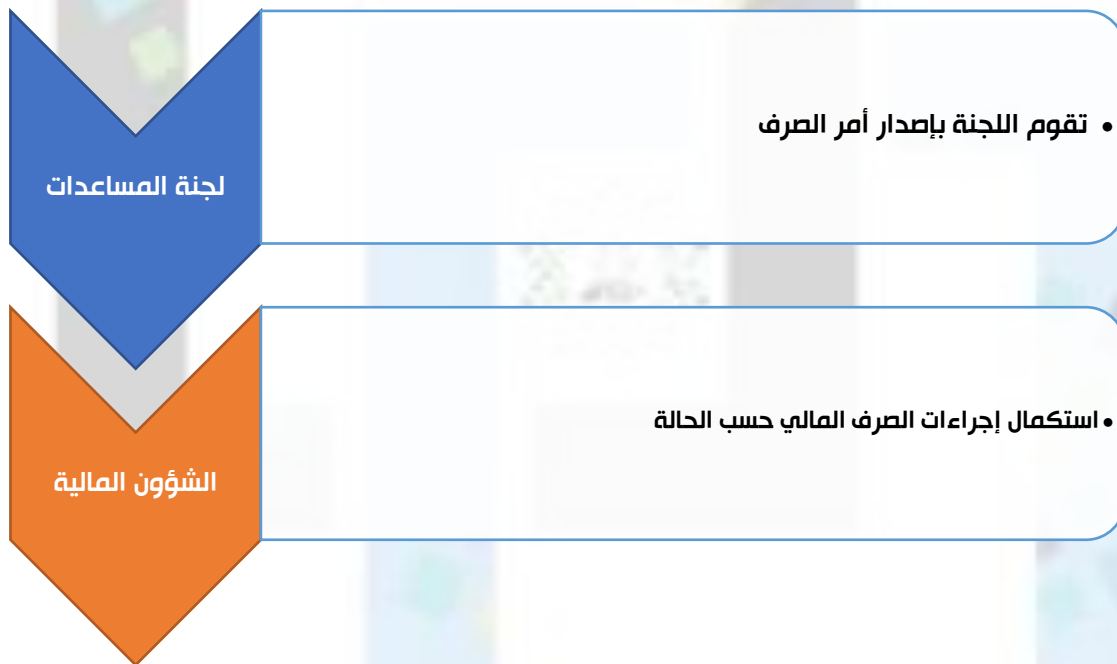 • تقوم اللجنة بإصدار أمر الصرف
لجنة المساعدات
• استكمال إجراءات الصرف المالي حسب الحالة
الشؤون المالية